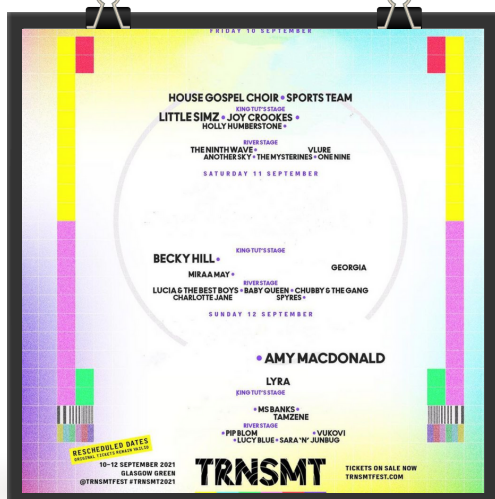 FRIDAY 10 SEPTEMBER
HOUSE GOSPEL CHOIR • SPORTS TEAM
KING TUT'S STAGE
LITTLE SIMZ • JOY CROOKES •
HOLLY HUMBERSTONE •
RIVER STAGE
THE NINTH WAVE • VLURE
ANOTHER SKY • THE MYSTERINES • ONE NINE
SATURDAY 11 SEPTEMBER
KING TUT'S STAGE
BECKY HILL •
GEORGIA
MIRAA MAY •
RIVER STAGE
LUCIA & THE BEST BOYS • BABY QUEEN • CHUBBY & THE GANG
CHARLOTTE JANE SPYRES •
SUNDAY 12 SEPTEMBER
• AMY MACDONALD
LYRA
KING TUT'S STAGE
• MS BANKS •
TAMZENE
RIVER STAGE
• PIP BLOM • VUKOVI
• LUCY BLUE • SARA 'N' JUNBUG
RESCHEDULED DATES
ORIGINAL TICKETS REMAIN VALID
10–12 SEPTEMBER 2021
GLASGOW GREEN
@TRNSMTFEST #TRNSMT2021
TRNSMT
TICKETS ON SALE NOW
TRNSMTFEST.COM